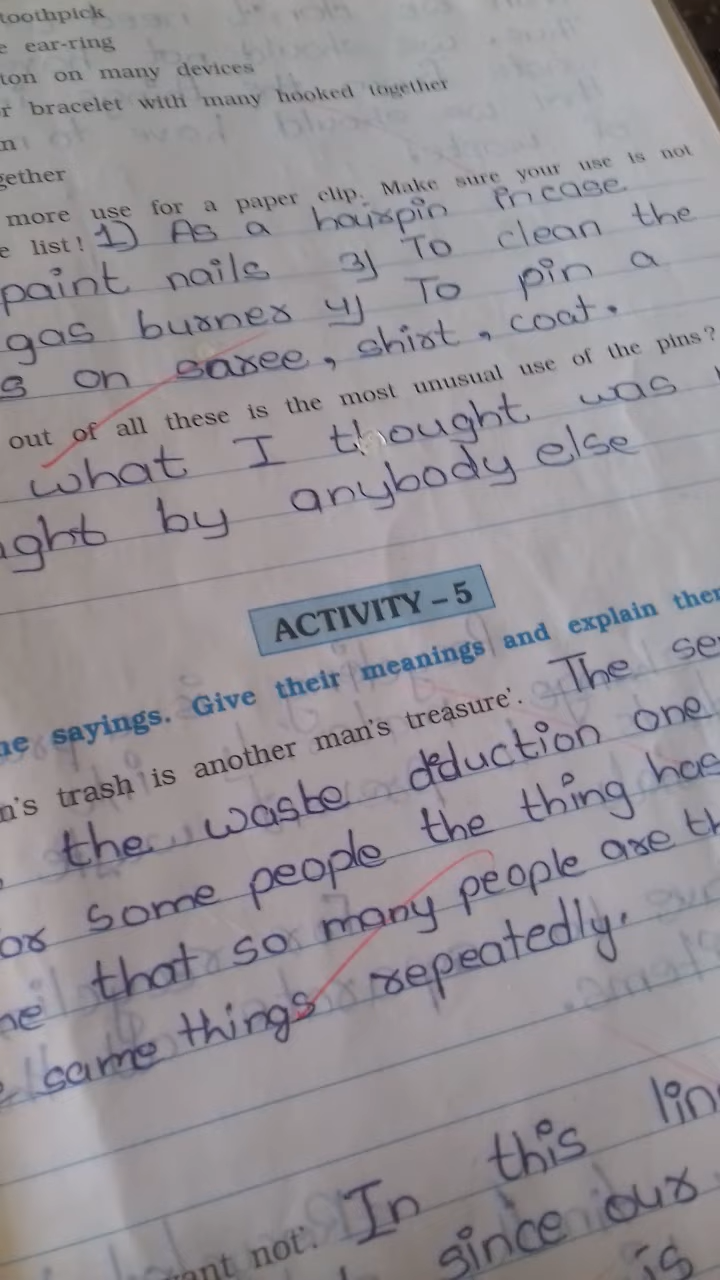 toothpick
e ear-ring
ton on many devices
r bracelet with many hooked together
n
gether
more use for a paper clip. Make sure your use is not
e list! 1) As a hairpin incase
paint nails 3) To clean the
gas burner 4) To pin a
s on saree, shirt, coat.
out of all these is the most unusual use of the pins?
what I thought was
ght by anybody else
ACTIVITY – 5
he sayings. Give their meanings and explain then
n's trash is another man's treasure'. The se
the waste deduction one
or some people the thing has
ne that so many people are th
same things repeatedly.
ant not'. In this lin
since our
is